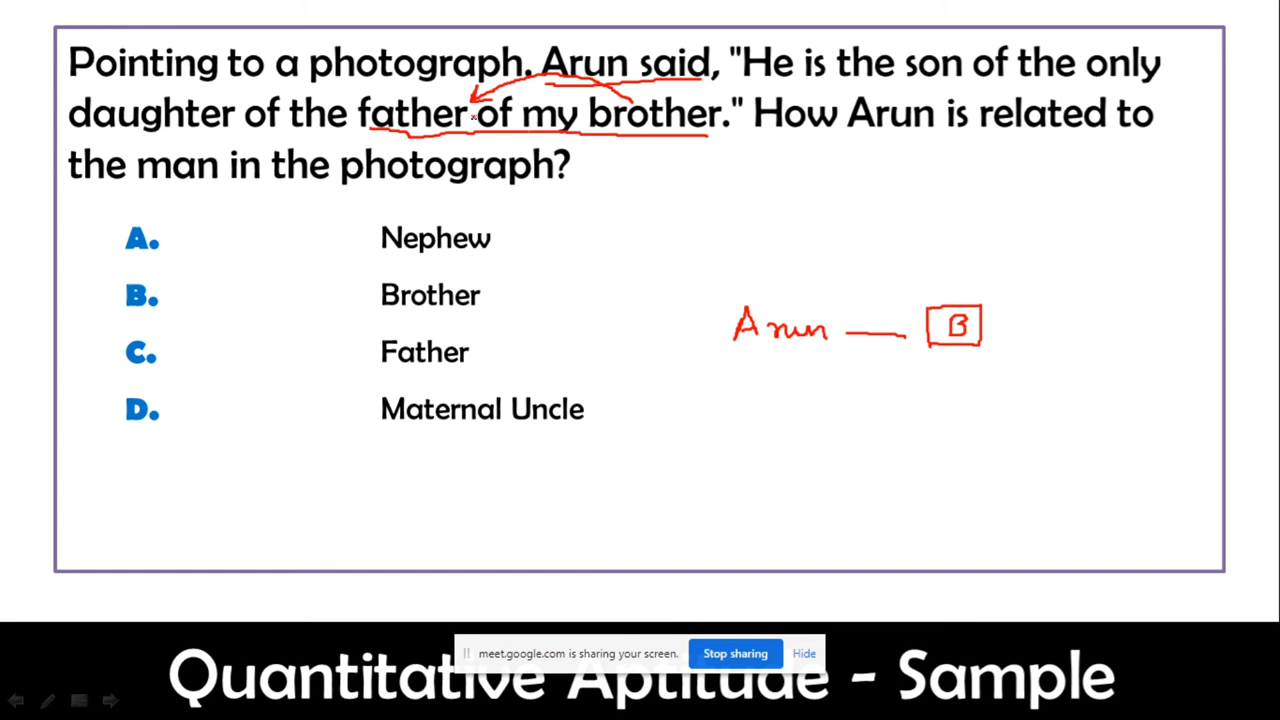 Pointing to a photograph. Arun said, "He is the son of the only
daughter of the father of my brother." How Arun is related to
the man in the photograph?
A. Nephew
B. Brother
C. Father
D. Maternal Uncle
Arun — B
meet.google.com is sharing your screen. Stop sharing Hide
Quantitative Aptitude - Sample